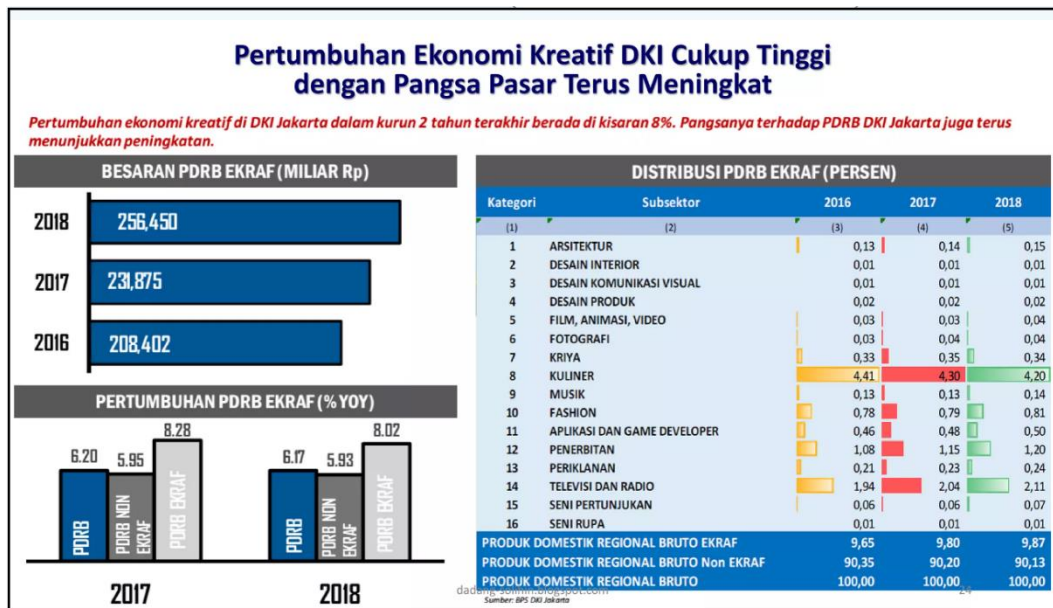 Pertumbuhan Ekonomi Kreatif DKI Cukup Tinggi
dengan Pangsa Pasar Terus Meningkat
Pertumbuhan ekonomi kreatif di DKI Jakarta dalam kurun 2 tahun terakhir berada di kisaran 8%. Pangsanya terhadap PDRB DKI Jakarta juga terus
menunjukkan peningkatan.
BESARAN PDRB EKRAF (MILIAR Rp)
2018 256,450
2017 231,875
2016 208,402
PERTUMBUHAN PDRB EKRAF (% YOY)
6.20 5.95 8.28 6.17 5.93 8.02
PDRB PDRB NON EKRAF PDRB EKRAF PDRB PDRB NON EKRAF PDRB EKRAF
2017 2018
DISTRIBUSI PDRB EKRAF (PERSEN)
Kategori Subsektor 2016 2017 2018
(1) (2) (3) (4) (5)
1 ARSITEKTUR 0,13 0,14 0,15
2 DESAIN INTERIOR 0,01 0,01 0,01
3 DESAIN KOMUNIKASI VISUAL 0,01 0,01 0,01
4 DESAIN PRODUK 0,02 0,02 0,02
5 FILM, ANIMASI, VIDEO 0,03 0,03 0,04
6 FOTOGRAFI 0,03 0,04 0,04
7 KRIYA 0,33 0,35 0,34
8 KULINER 4,41 4,30 4,20
9 MUSIK 0,13 0,13 0,14
10 FASHION 0,78 0,79 0,81
11 APLIKASI DAN GAME DEVELOPER 0,46 0,48 0,50
12 PENERBITAN 1,08 1,15 1,20
13 PERIKLANAN 0,21 0,23 0,24
14 TELEVISI DAN RADIO 1,94 2,04 2,11
15 SENI PERTUNJUKAN 0,06 0,06 0,07
16 SENI RUPA 0,01 0,01 0,01
PRODUK DOMESTIK REGIONAL BRUTO EKRAF 9,65 9,80 9,87
PRODUK DOMESTIK REGIONAL BRUTO Non EKRAF 90,35 90,20 90,13
PRODUK DOMESTIK REGIONAL BRUTO 100,00 100,00 100,00
Sumber: BPS DKI Jakarta
24